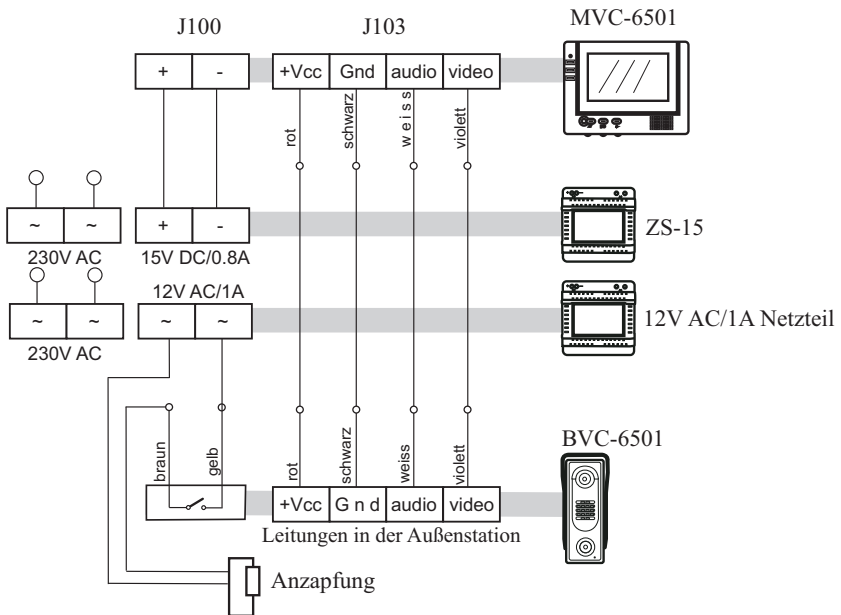 MVC-6501
J100 J103
+ - +Vcc Gnd audio video
rot schwarz w e i s s violett
~ ~ + - ZS-15
230V AC 15V DC/0.8A
12V AC/1A
~ ~ ~ ~ 12V AC/1A Netzteil
230V AC
BVC-6501
braun gelb rot schwarz weiss violett
+Vcc G n d audio video
Leitungen in der Außenstation
Anzapfung